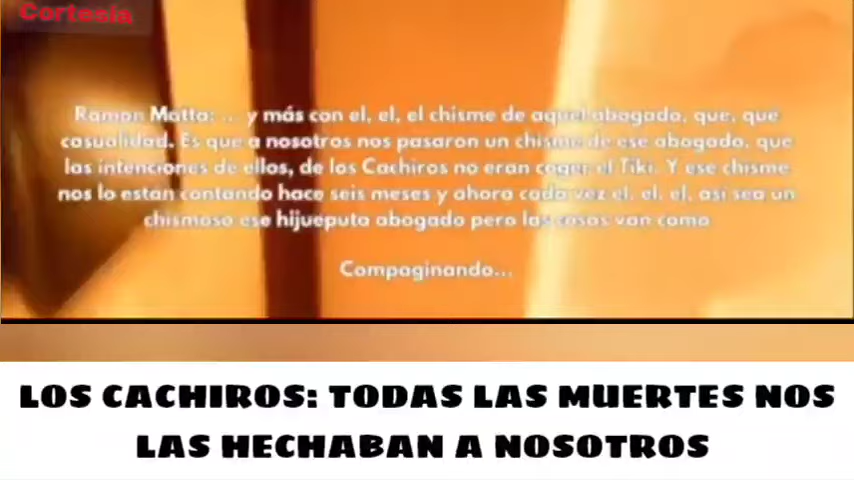 Cortesía
Ramon Matta: ... y más con el, el, el chisme de aquel abogado, que, que
casualidad. Es que a nosotros nos pasaron un chisme de ese abogado, que
las intenciones de ellos, de los Cachiros no eran coger el Tiki. Y ese chisme
nos lo estan contando hace seis meses y ahora cada vez el, el, el, asi sea un
chismoso ese hijueputa abogado pero las cosas van como
Compaginando...
LOS CACHIROS: TODAS LAS MUERTES NOS
LAS HECHABAN A NOSOTROS